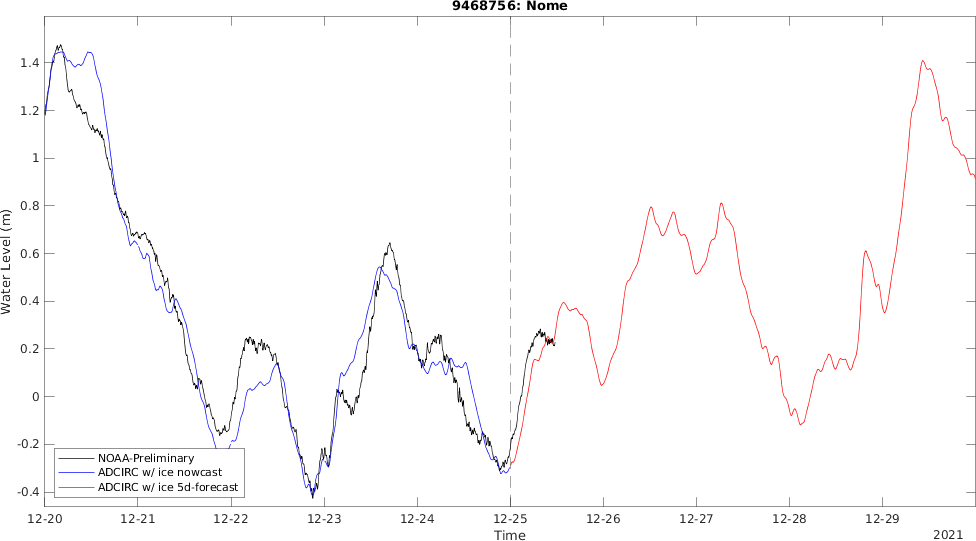 9468756: Nome
Water Level (m)
1.4
1.2
1
0.8
0.6
0.4
0.2
0
-0.2
-0.4
NOAA-Preliminary
ADCIRC w/ ice nowcast
ADCIRC w/ ice 5d-forecast
12-20 12-21 12-22 12-23 12-24 12-25 12-26 12-27 12-28 12-29
Time
2021